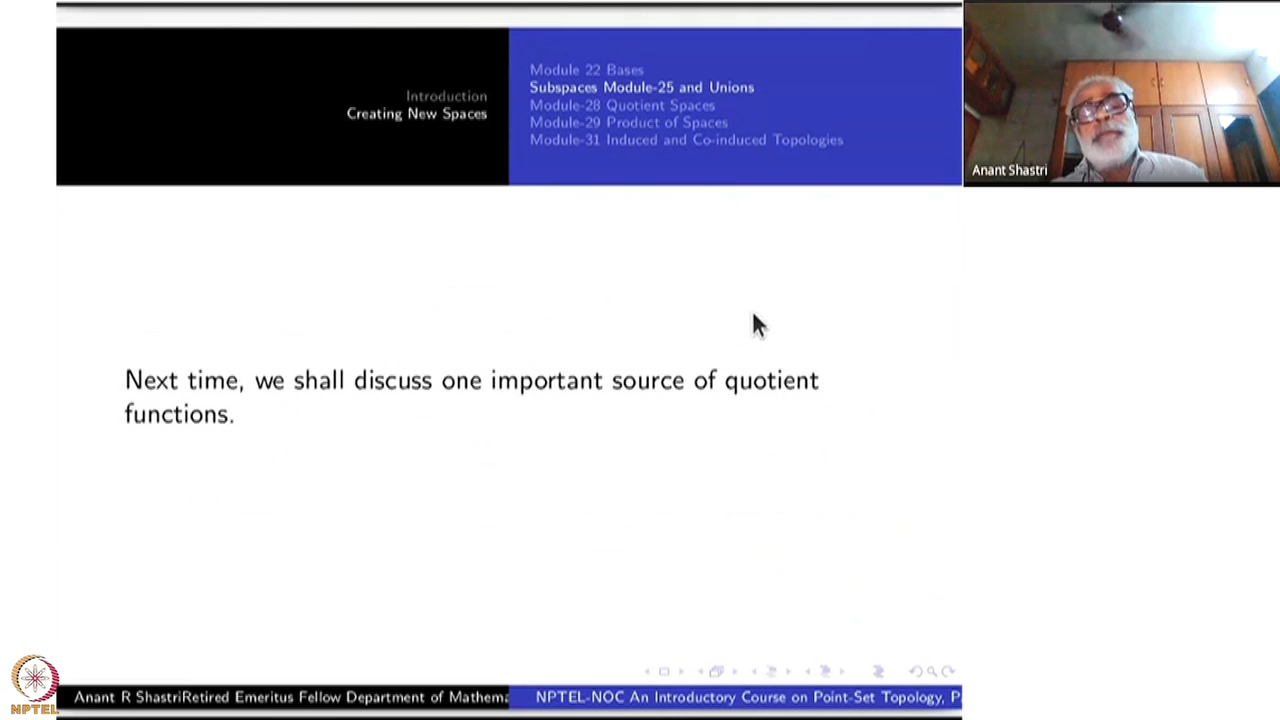 Introduction
Creating New Spaces
Module 22 Bases
Subspaces Module-25 and Unions
Module-28 Quotient Spaces
Module-29 Product of Spaces
Module-31 Induced and Co-induced Topologies
Anant Shastri
Next time, we shall discuss one important source of quotient
functions.
NPTEL
Anant R ShastriRetired Emeritus Fellow Department of Mathema
NPTEL-NOC An Introductory Course on Point-Set Topology, P